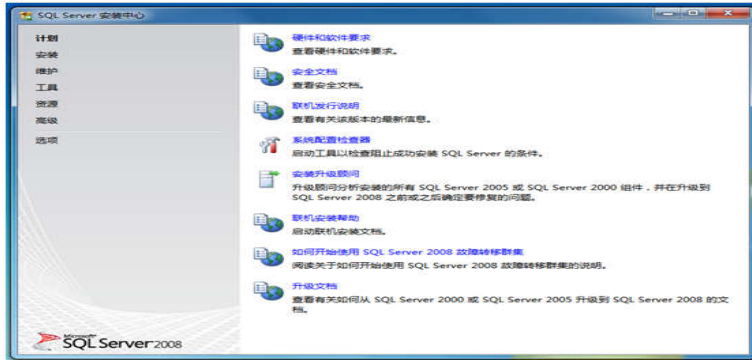 SQL Server 安装中心
计划
安装
维护
工具
资源
高级
选项
硬件和软件要求
查看硬件和软件要求。
安全文档
查看安全文档。
联机发行说明
查看有关该版本的最新信息。
系统配置检查器
启动工具以检查阻止成功安装 SQL Server 的条件。
安装升级顾问
升级顾问分析安装的所有 SQL Server 2005 或 SQL Server 2000 组件，并在升级到
SQL Server 2008 之前或之后确定要修复的问题。
联机安装帮助
启动联机安装文档。
如何开始使用 SQL Server 2008 故障转移群集
阅读关于如何开始使用 SQL Server 2008 故障转移群集的说明。
升级文档
查看有关如何从 SQL Server 2000 或 SQL Server 2005 升级到 SQL Server 2008 的文
档。
Microsoft
SQL Server 2008